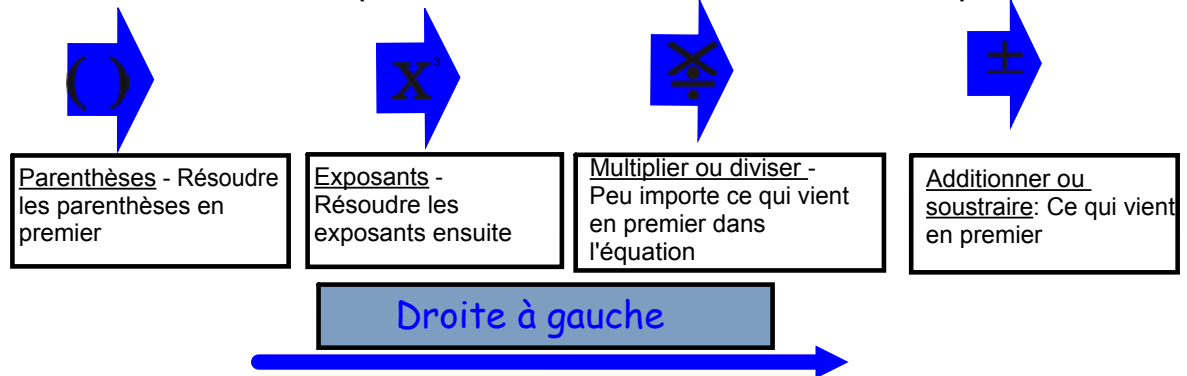 ( )
x³
×
÷
±
Parenthèses - Résoudre
les parenthèses en
premier
Exposants -
Résoudre les
exposants ensuite
Multiplier ou diviser -
Peu importe ce qui vient
en premier dans
l'équation
Additionner ou
soustraire: Ce qui vient
en premier
Droite à gauche